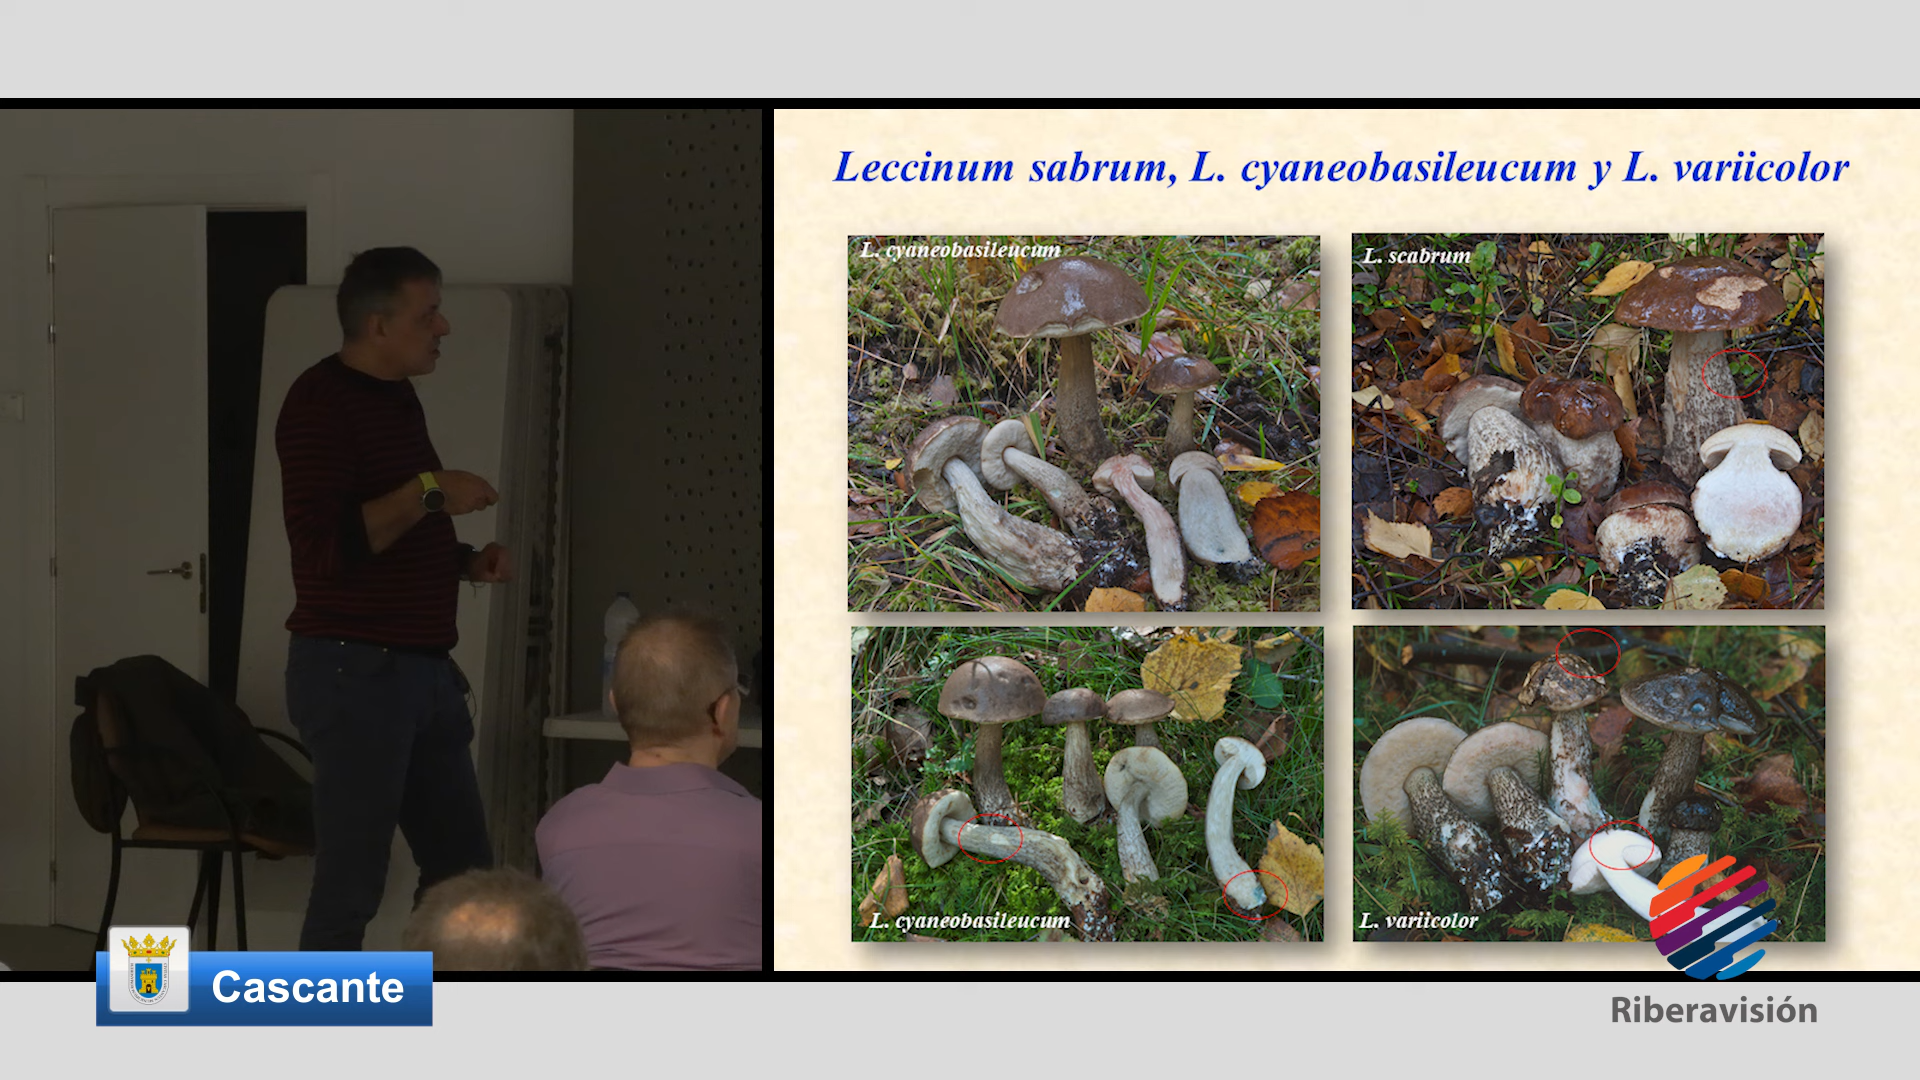 Leccinum sabrum, L. cyaneobasileucum y L. variicolor
L. cyaneobasileucum
L. scabrum
L. cyaneobasileucum
L. variicolor
Cascante
Riberavisión